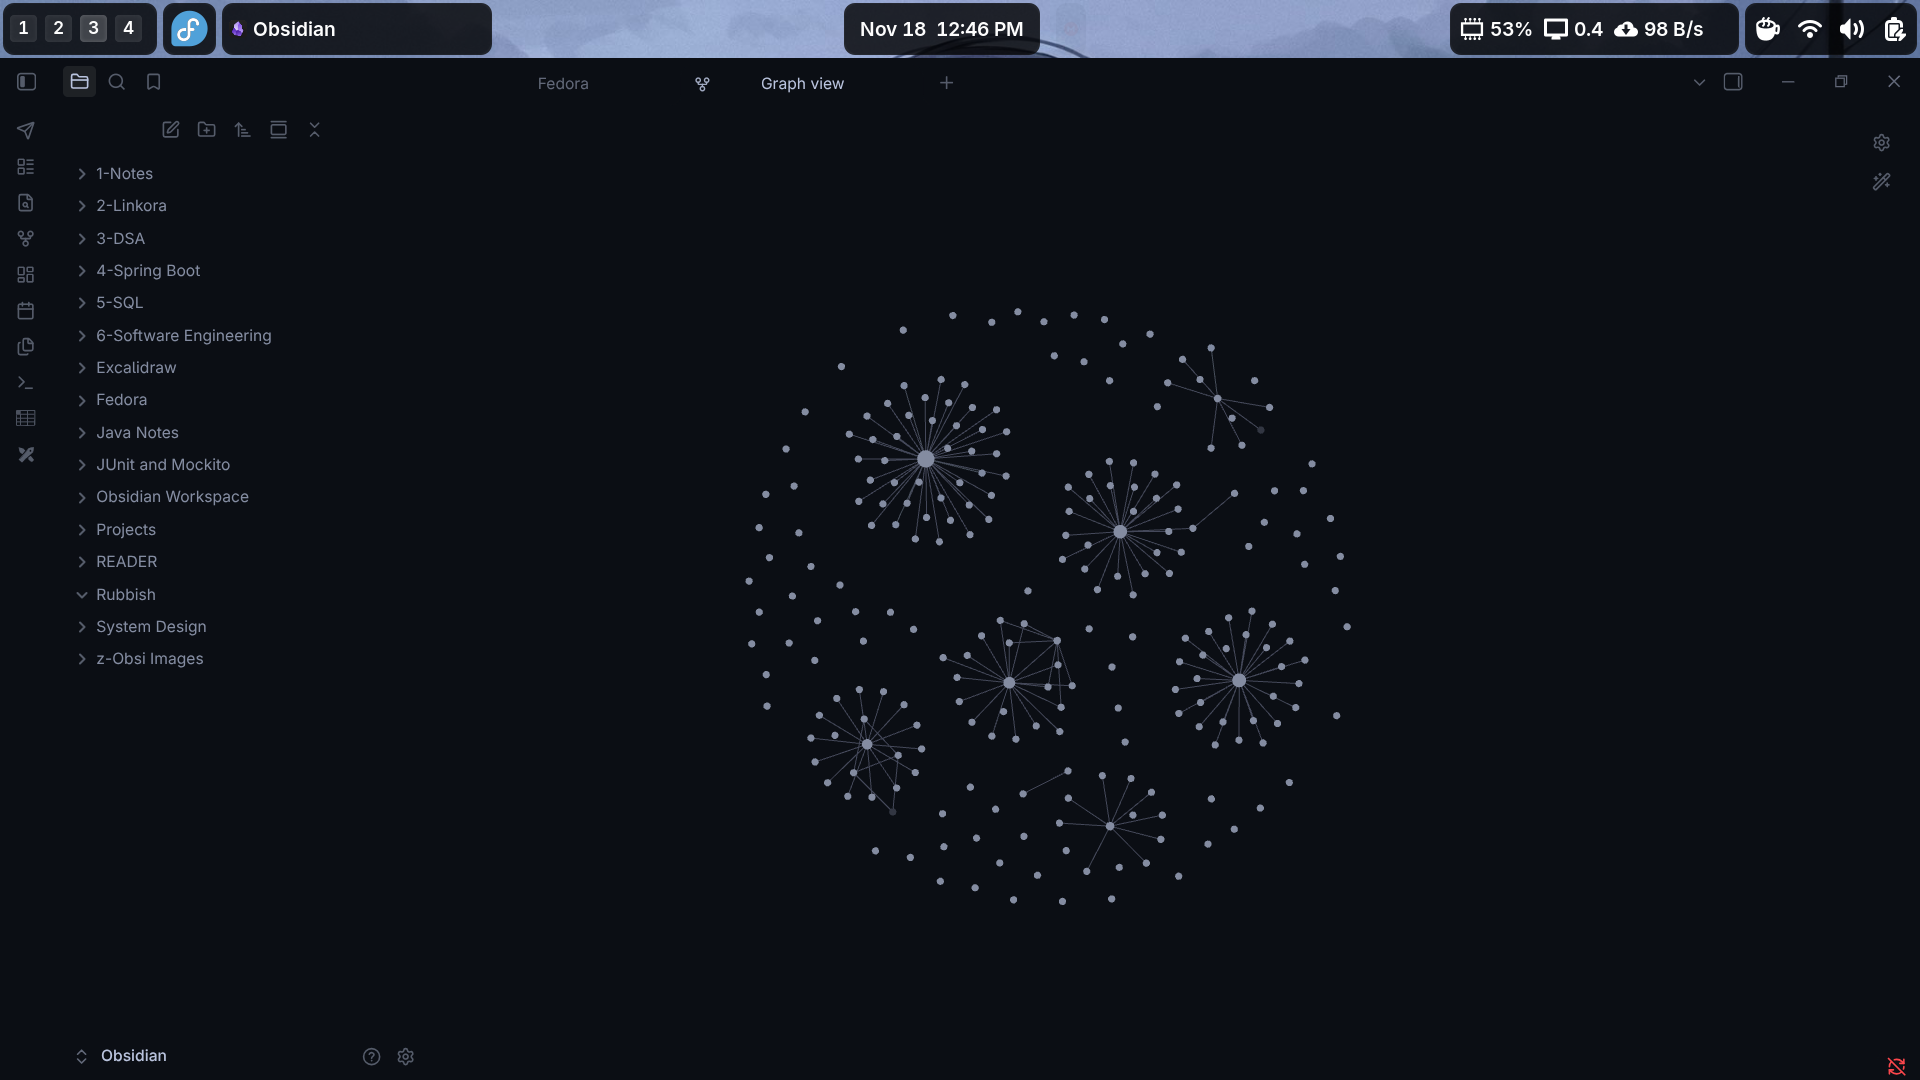 1 2 3 4 Obsidian Nov 18 12:46 PM 53% 0.4 98 B/s
Fedora Graph view
1-Notes
2-Linkora
3-DSA
4-Spring Boot
5-SQL
6-Software Engineering
Excalidraw
Fedora
Java Notes
JUnit and Mockito
Obsidian Workspace
Projects
READER
Rubbish
System Design
z-Obsi Images
Obsidian